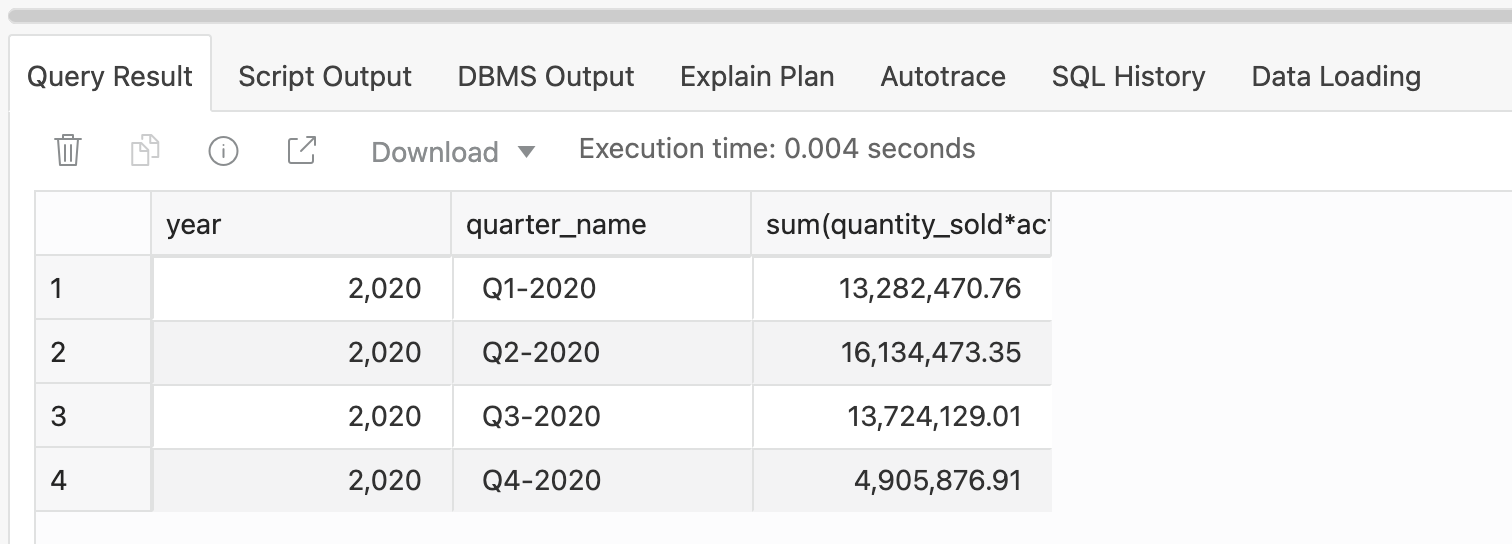 Query Result Script Output DBMS Output Explain Plan Autotrace SQL History Data Loading
Download Execution time: 0.004 seconds
year quarter_name sum(quantity_sold*act
1 2,020 Q1-2020 13,282,470.76
2 2,020 Q2-2020 16,134,473.35
3 2,020 Q3-2020 13,724,129.01
4 2,020 Q4-2020 4,905,876.91